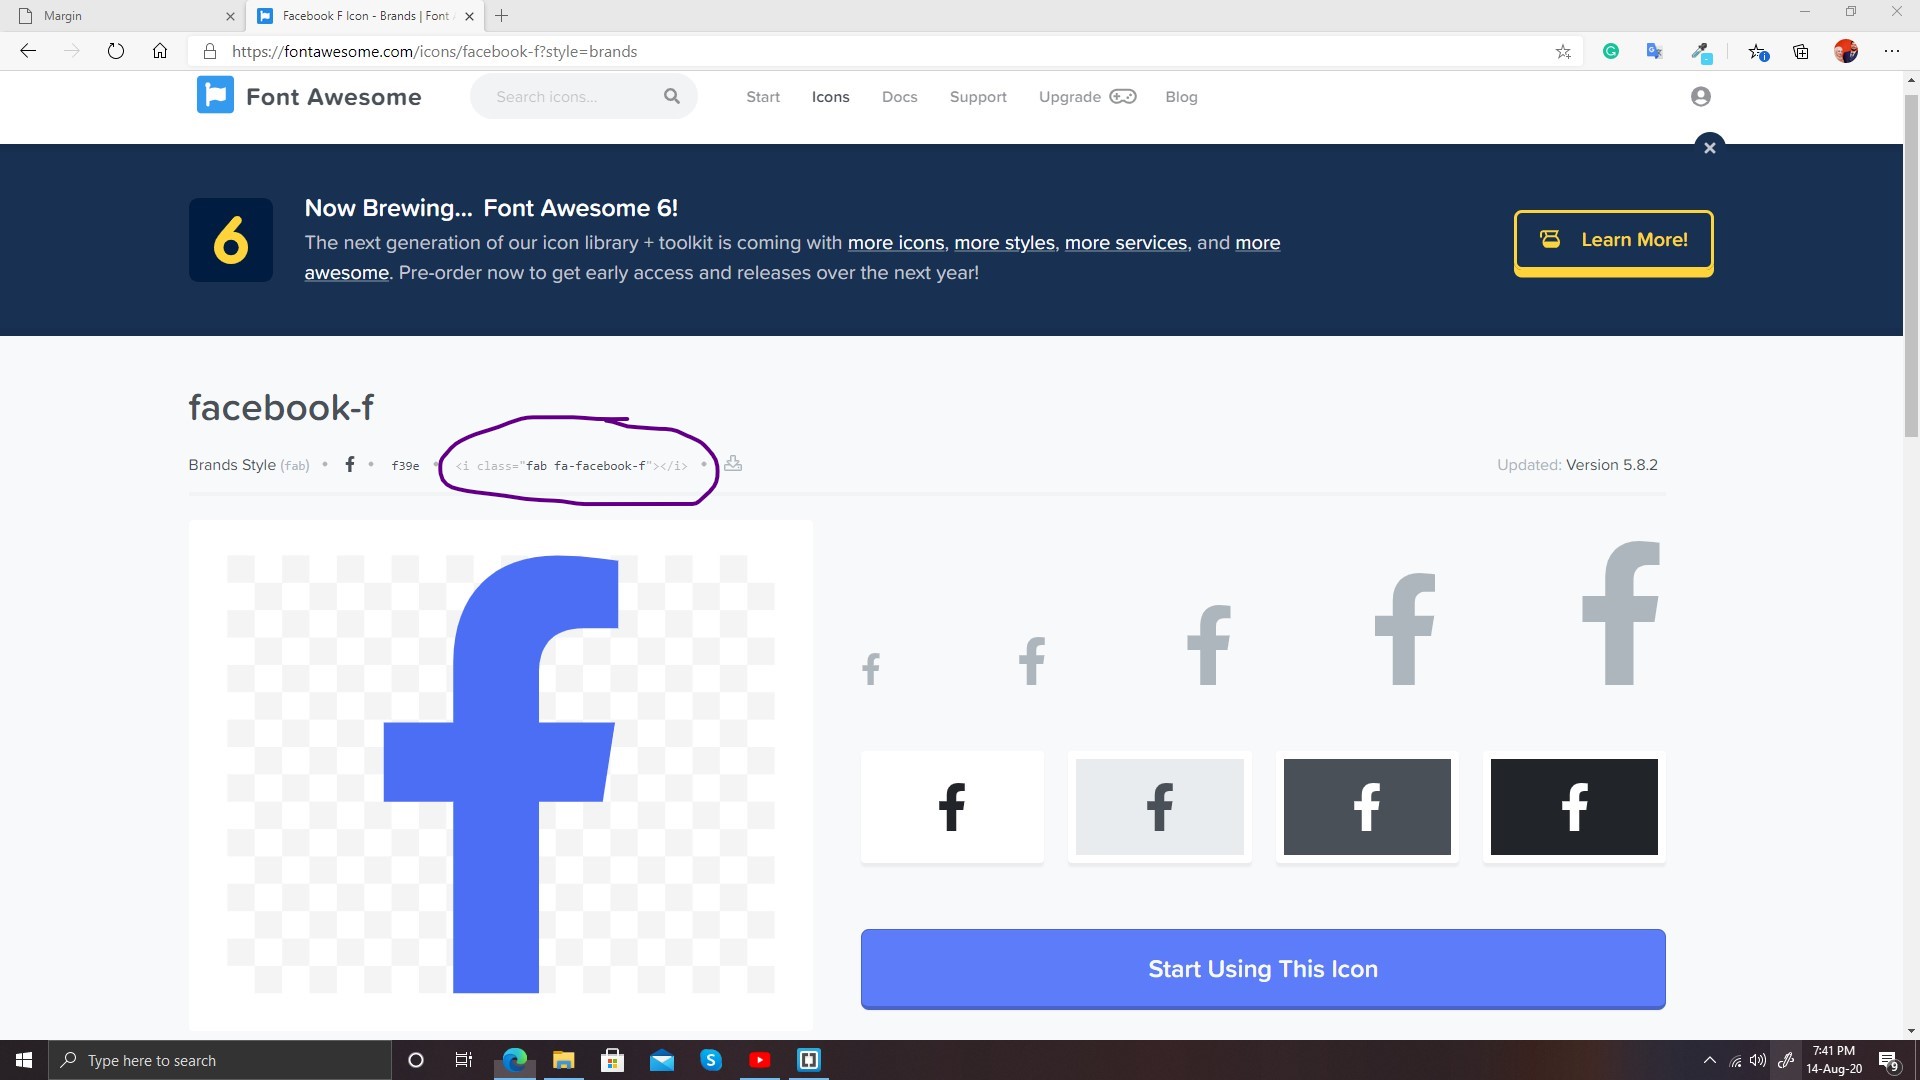 Margin
Facebook F Icon - Brands | Font
https://fontawesome.com/icons/facebook-f?style=brands
Font Awesome
Search icons...
Start
Icons
Docs
Support
Upgrade
Blog
6
Now Brewing... Font Awesome 6!
The next generation of our icon library + toolkit is coming with more icons, more styles, more services, and more
awesome. Pre-order now to get early access and releases over the next year!
Learn More!
facebook-f
Brands Style (fab)
f39e
<i class="fab fa-facebook-f"></i>
Updated: Version 5.8.2
Start Using This Icon
Type here to search
7:41 PM
14-Aug-20
9